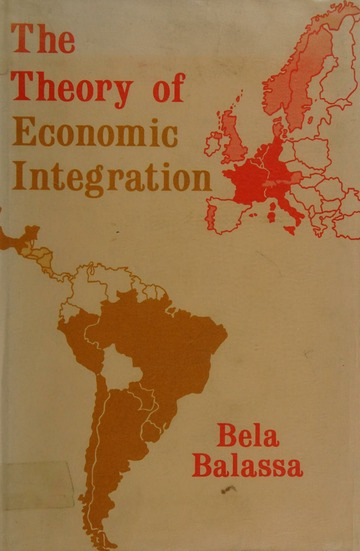 The
Theory of
Economic
Integration
Bela
Balassa